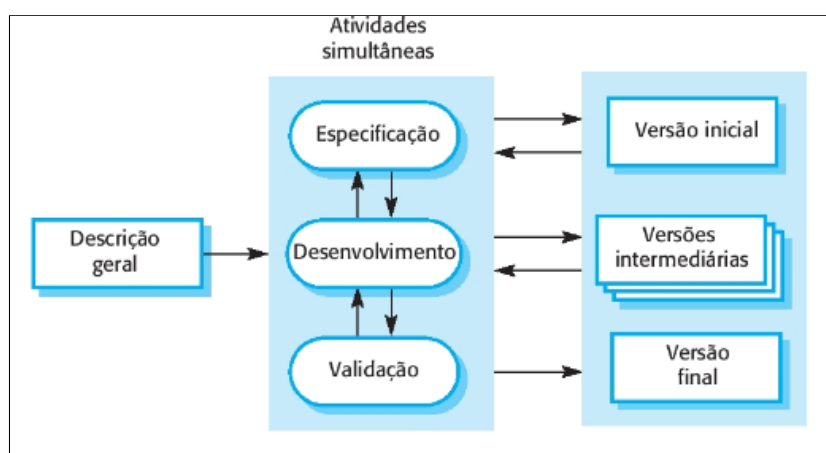 Atividades
simultâneas
Especificação
Versão inicial
Descrição
geral
Desenvolvimento
Versões
intermediárias
Validação
Versão
final